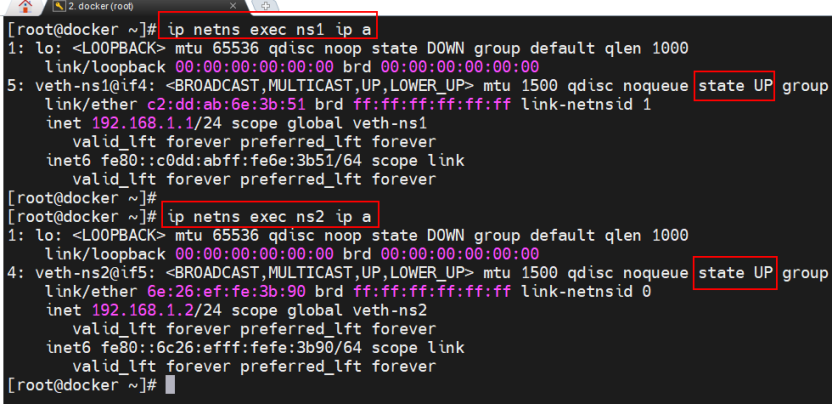 2. docker (root)
[root@docker ~]# ip netns exec ns1 ip a
1: lo: <LOOPBACK> mtu 65536 qdisc noop state DOWN group default qlen 1000
    link/loopback 00:00:00:00:00:00 brd 00:00:00:00:00:00
5: veth-ns1@if4: <BROADCAST,MULTICAST,UP,LOWER_UP> mtu 1500 qdisc noqueue state UP group
    link/ether c2:dd:ab:6e:3b:51 brd ff:ff:ff:ff:ff:ff link-netnsid 1
    inet 192.168.1.1/24 scope global veth-ns1
       valid_lft forever preferred_lft forever
    inet6 fe80::c0dd:abff:fe6e:3b51/64 scope link
       valid_lft forever preferred_lft forever
[root@docker ~]#
[root@docker ~]# ip netns exec ns2 ip a
1: lo: <LOOPBACK> mtu 65536 qdisc noop state DOWN group default qlen 1000
    link/loopback 00:00:00:00:00:00 brd 00:00:00:00:00:00
4: veth-ns2@if5: <BROADCAST,MULTICAST,UP,LOWER_UP> mtu 1500 qdisc noqueue state UP group
    link/ether 6e:26:ef:fe:3b:90 brd ff:ff:ff:ff:ff:ff link-netnsid 0
    inet 192.168.1.2/24 scope global veth-ns2
       valid_lft forever preferred_lft forever
    inet6 fe80::6c26:efff:fefe:3b90/64 scope link
       valid_lft forever preferred_lft forever
[root@docker ~]#